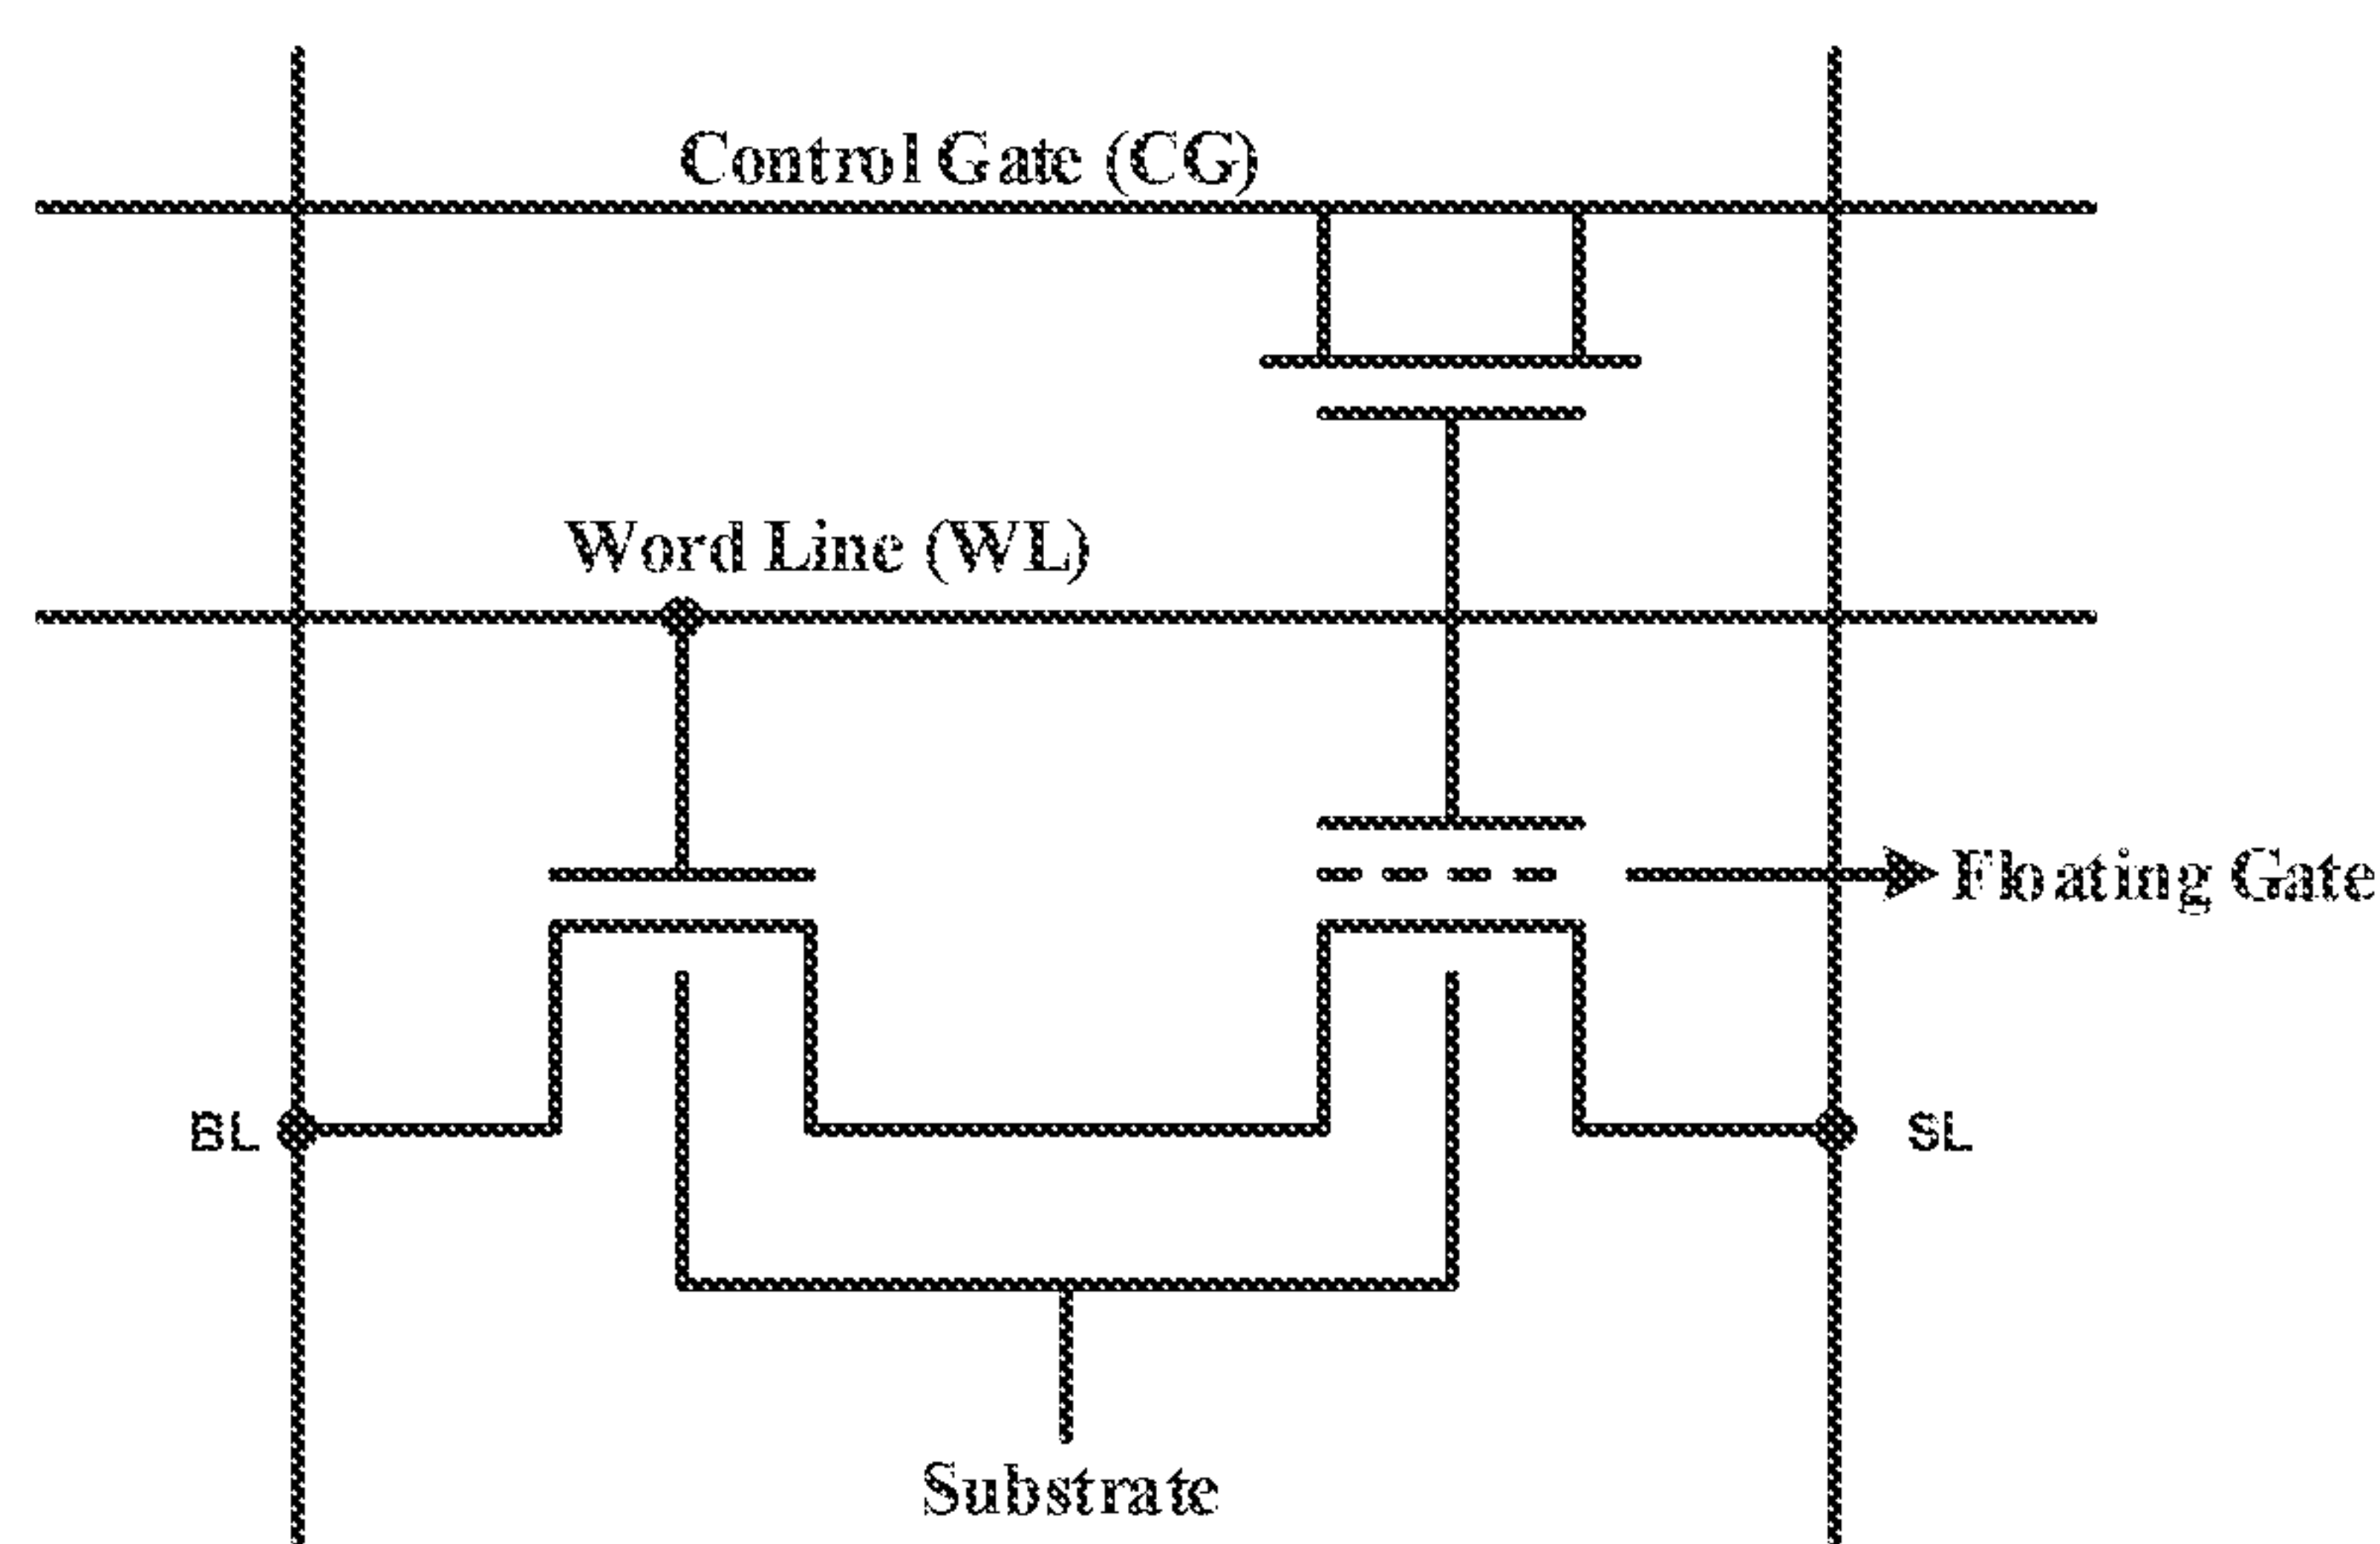 Control Gate (CG)
Word Line (WL)
Floating Gate
BL
SL
Substrate